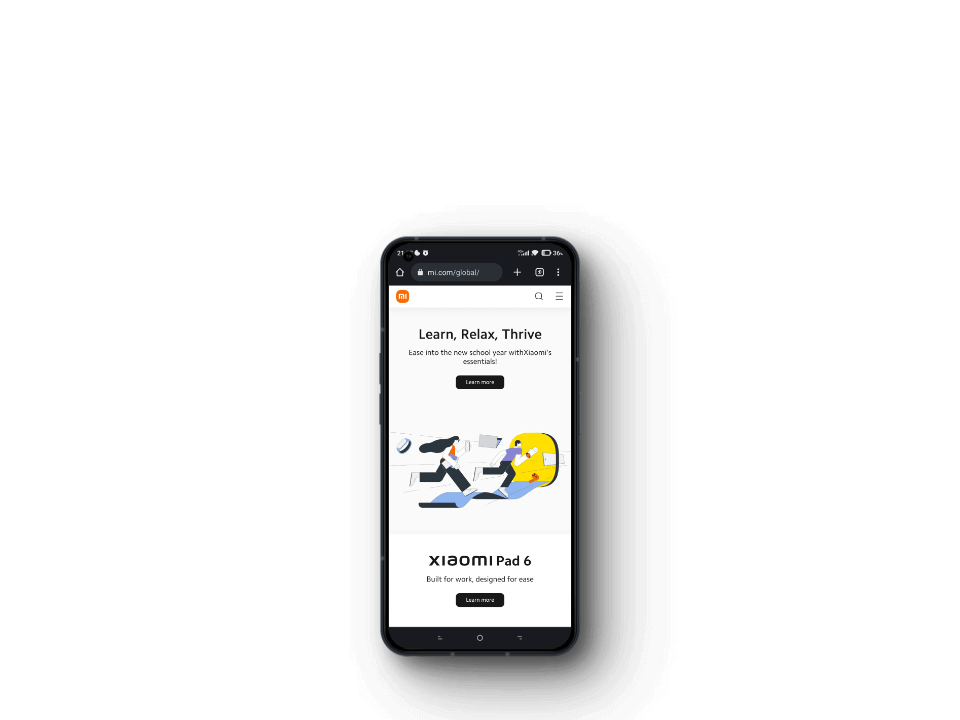 21
36%
mi.com/global/
mi
Learn, Relax, Thrive
Ease into the new school year withXiaomi's
essentials!
Learn more
xiaomi Pad 6
Built for work, designed for ease
Learn more